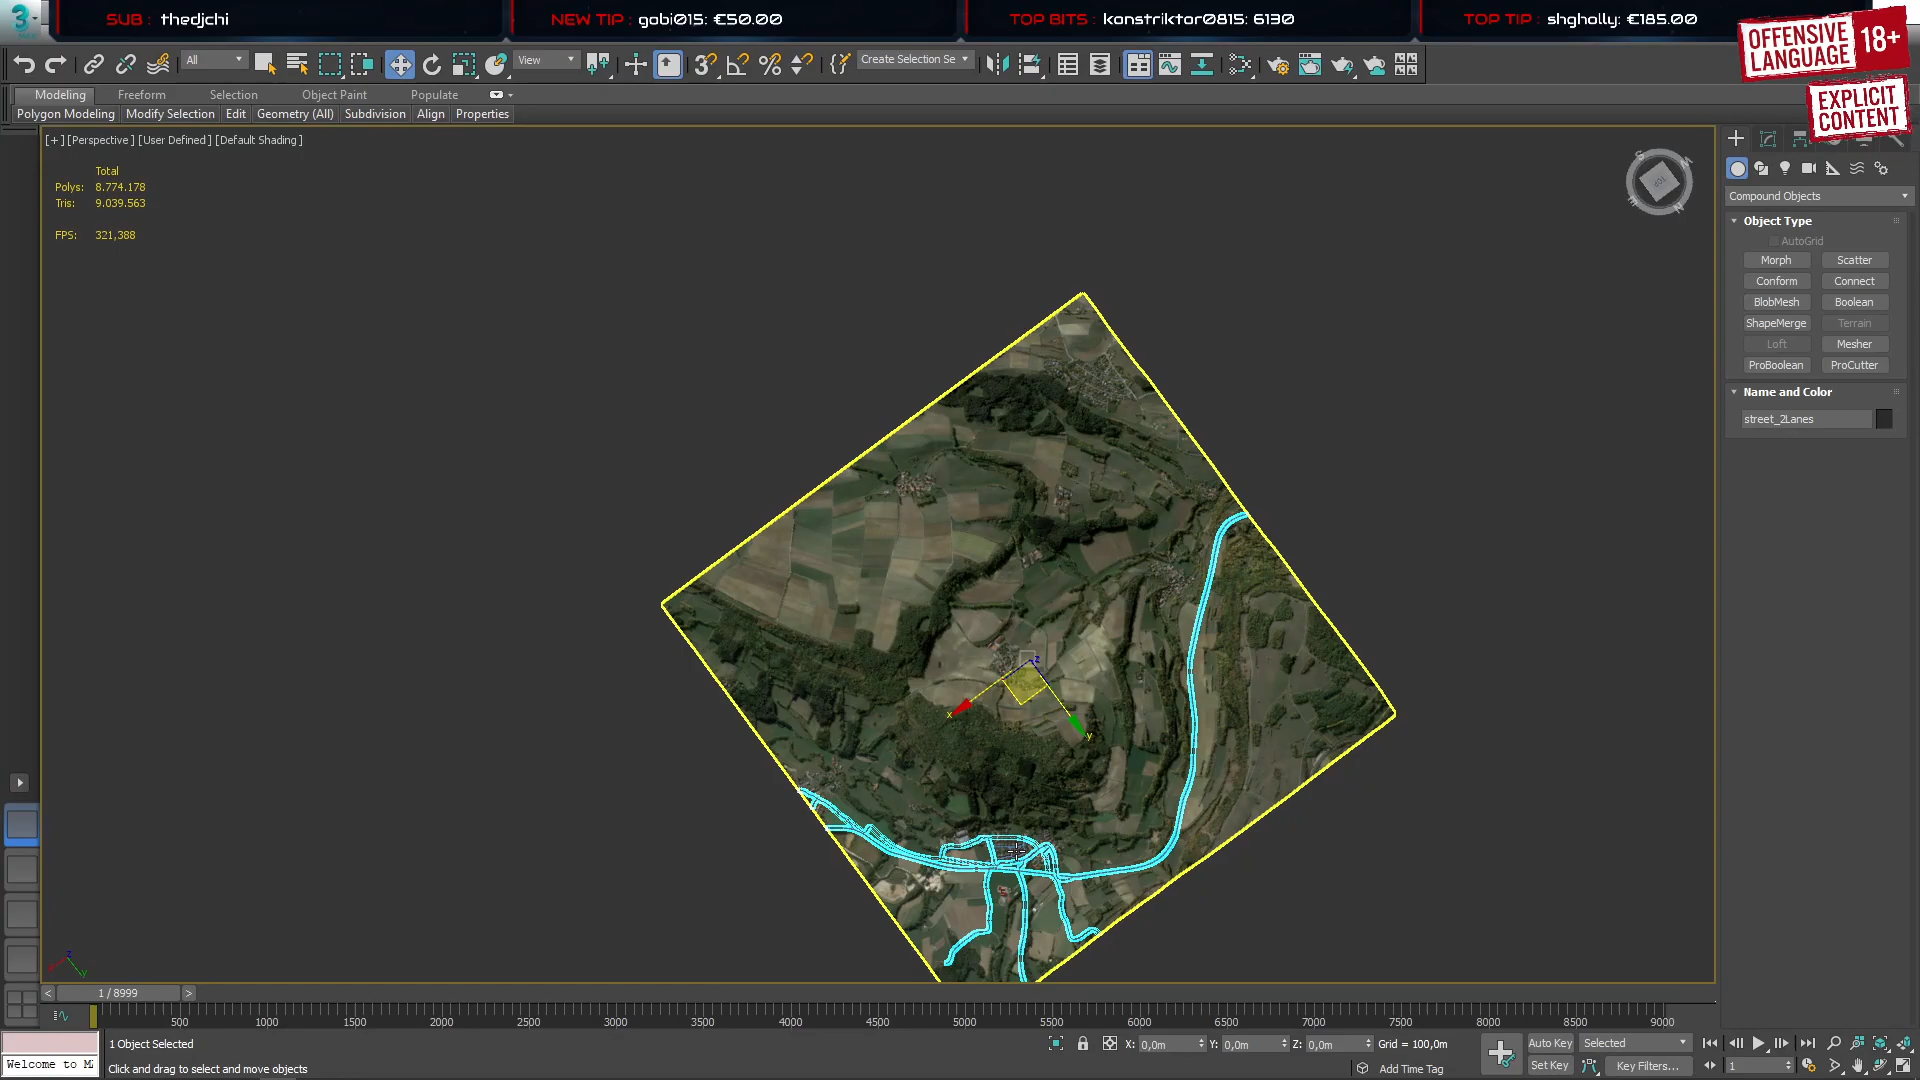 SUB : thedjchi
NEW TIP : gabi015: €50.00
TOP BITS : konstriktor0815: 6130
TOP TIP : shgholly: €185.00
OFFENSIVE LANGUAGE 18+
EXPLICIT CONTENT
3
MAX
All
View
Create Selection Se
Modeling
Freeform
Selection
Object Paint
Populate
Polygon Modeling
Modify Selection
Edit
Geometry (All)
Subdivision
Align
Properties
[+] [Perspective ] [User Defined ] [Default Shading ]
Total
Polys: 8.774.178
Tris: 9.039.563
FPS: 321,388
Compound Objects
Object Type
AutoGrid
Morph
Scatter
Conform
Connect
BlobMesh
Boolean
ShapeMerge
Terrain
Loft
Mesher
ProBoolean
ProCutter
Name and Color
street_2Lanes
z
x
y
< 1 / 8999 >
500 1000 1500 2000 2500 3000 3500 4000 4500 5000 5500 6000 6500 7000 7500 8000 8500 9000
1 Object Selected
X: 0,0m Y: 0,0m Z: 0,0m Grid = 100,0m
Auto Key
Selected
Welcome to M
Click and drag to select and move objects
Add Time Tag
Set Key
Key Filters...
1